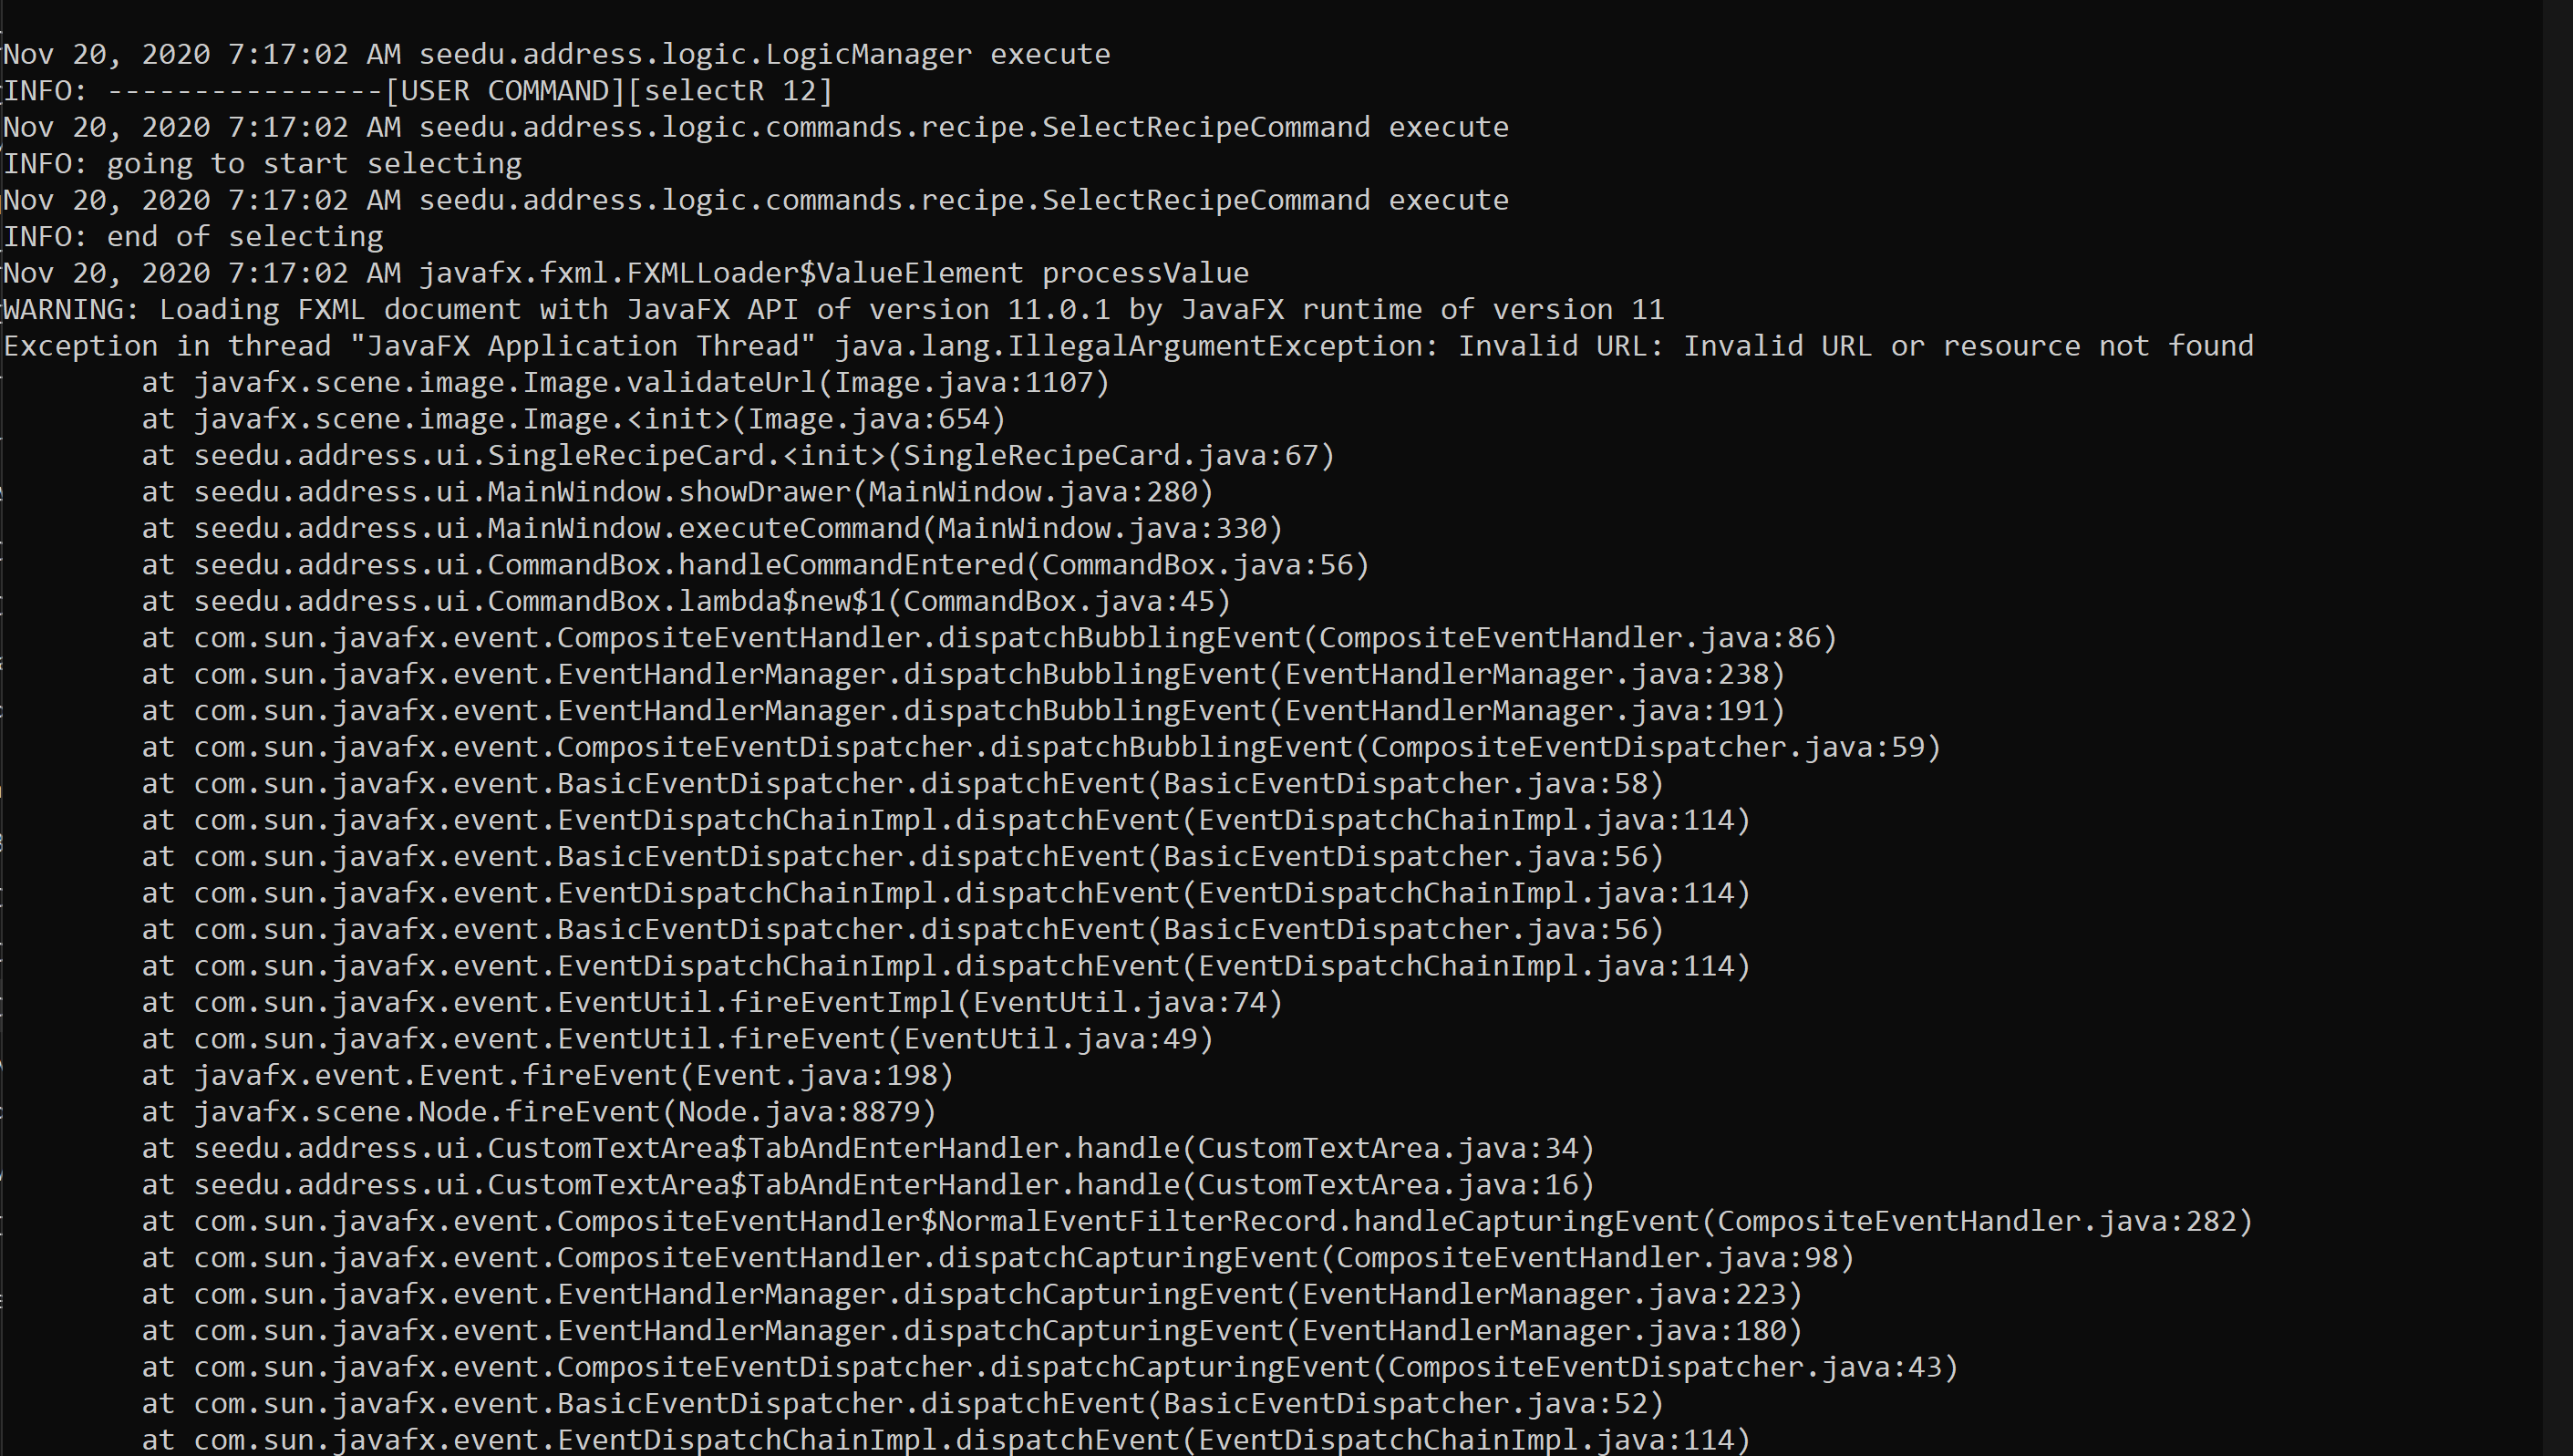 Nov 20, 2020 7:17:02 AM seedu.address.logic.LogicManager execute
INFO: ----------------[USER COMMAND][selectR 12]
Nov 20, 2020 7:17:02 AM seedu.address.logic.commands.recipe.SelectRecipeCommand execute
INFO: going to start selecting
Nov 20, 2020 7:17:02 AM seedu.address.logic.commands.recipe.SelectRecipeCommand execute
INFO: end of selecting
Nov 20, 2020 7:17:02 AM javafx.fxml.FXMLLoader$ValueElement processValue
WARNING: Loading FXML document with JavaFX API of version 11.0.1 by JavaFX runtime of version 11
Exception in thread "JavaFX Application Thread" java.lang.IllegalArgumentException: Invalid URL: Invalid URL or resource not found
        at javafx.scene.image.Image.validateUrl(Image.java:1107)
        at javafx.scene.image.Image.<init>(Image.java:654)
        at seedu.address.ui.SingleRecipeCard.<init>(SingleRecipeCard.java:67)
        at seedu.address.ui.MainWindow.showDrawer(MainWindow.java:280)
        at seedu.address.ui.MainWindow.executeCommand(MainWindow.java:330)
        at seedu.address.ui.CommandBox.handleCommandEntered(CommandBox.java:56)
        at seedu.address.ui.CommandBox.lambda$new$1(CommandBox.java:45)
        at com.sun.javafx.event.CompositeEventHandler.dispatchBubblingEvent(CompositeEventHandler.java:86)
        at com.sun.javafx.event.EventHandlerManager.dispatchBubblingEvent(EventHandlerManager.java:238)
        at com.sun.javafx.event.EventHandlerManager.dispatchBubblingEvent(EventHandlerManager.java:191)
        at com.sun.javafx.event.CompositeEventDispatcher.dispatchBubblingEvent(CompositeEventDispatcher.java:59)
        at com.sun.javafx.event.BasicEventDispatcher.dispatchEvent(BasicEventDispatcher.java:58)
        at com.sun.javafx.event.EventDispatchChainImpl.dispatchEvent(EventDispatchChainImpl.java:114)
        at com.sun.javafx.event.BasicEventDispatcher.dispatchEvent(BasicEventDispatcher.java:56)
        at com.sun.javafx.event.EventDispatchChainImpl.dispatchEvent(EventDispatchChainImpl.java:114)
        at com.sun.javafx.event.BasicEventDispatcher.dispatchEvent(BasicEventDispatcher.java:56)
        at com.sun.javafx.event.EventDispatchChainImpl.dispatchEvent(EventDispatchChainImpl.java:114)
        at com.sun.javafx.event.EventUtil.fireEventImpl(EventUtil.java:74)
        at com.sun.javafx.event.EventUtil.fireEvent(EventUtil.java:49)
        at javafx.event.Event.fireEvent(Event.java:198)
        at javafx.scene.Node.fireEvent(Node.java:8879)
        at seedu.address.ui.CustomTextArea$TabAndEnterHandler.handle(CustomTextArea.java:34)
        at seedu.address.ui.CustomTextArea$TabAndEnterHandler.handle(CustomTextArea.java:16)
        at com.sun.javafx.event.CompositeEventHandler$NormalEventFilterRecord.handleCapturingEvent(CompositeEventHandler.java:282)
        at com.sun.javafx.event.CompositeEventHandler.dispatchCapturingEvent(CompositeEventHandler.java:98)
        at com.sun.javafx.event.EventHandlerManager.dispatchCapturingEvent(EventHandlerManager.java:223)
        at com.sun.javafx.event.EventHandlerManager.dispatchCapturingEvent(EventHandlerManager.java:180)
        at com.sun.javafx.event.CompositeEventDispatcher.dispatchCapturingEvent(CompositeEventDispatcher.java:43)
        at com.sun.javafx.event.BasicEventDispatcher.dispatchEvent(BasicEventDispatcher.java:52)
        at com.sun.javafx.event.EventDispatchChainImpl.dispatchEvent(EventDispatchChainImpl.java:114)